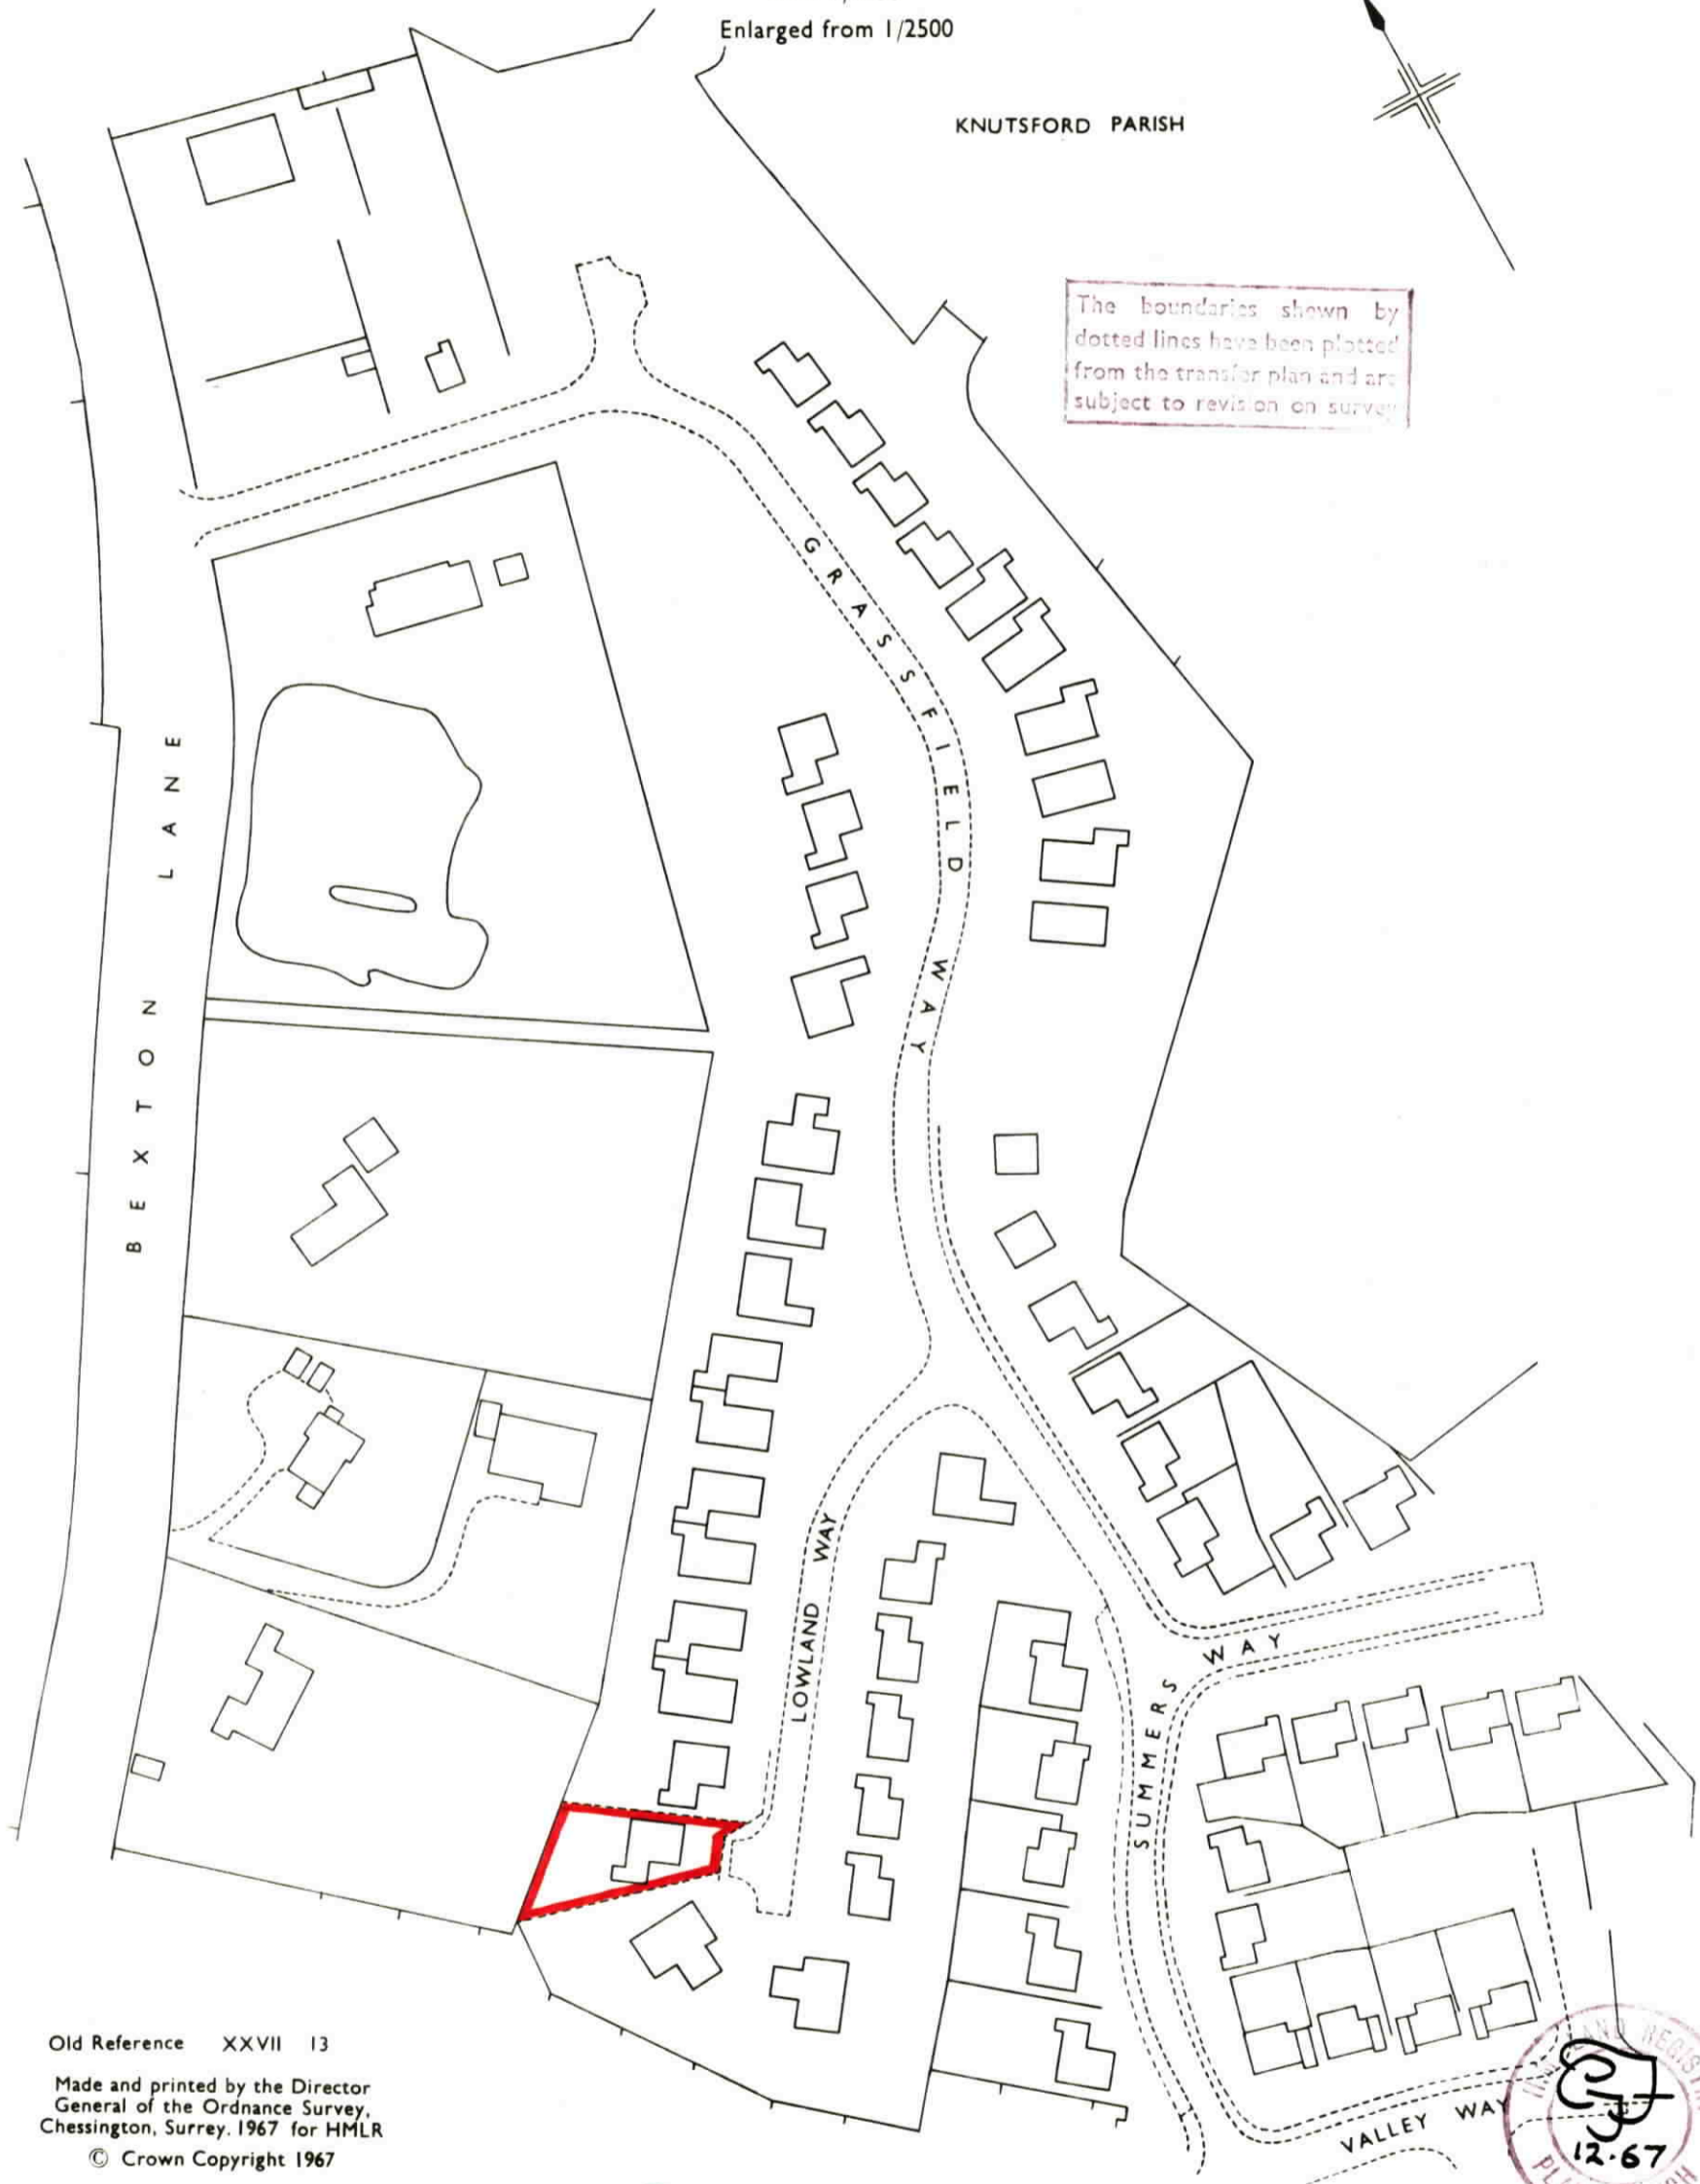 Enlarged from 1/2500
KNUTSFORD PARISH
The boundaries shown by
dotted lines have been plotted
from the transfer plan and are
subject to revision on survey
GRASSFIELD WAY
BEXTON LANE
LOWLAND WAY
SUMMERS WAY
VALLEY WAY
Old Reference XXVII 13
Made and printed by the Director
General of the Ordnance Survey,
Chessington, Surrey. 1967 for HMLR
© Crown Copyright 1967
LAND REGIS
12.67